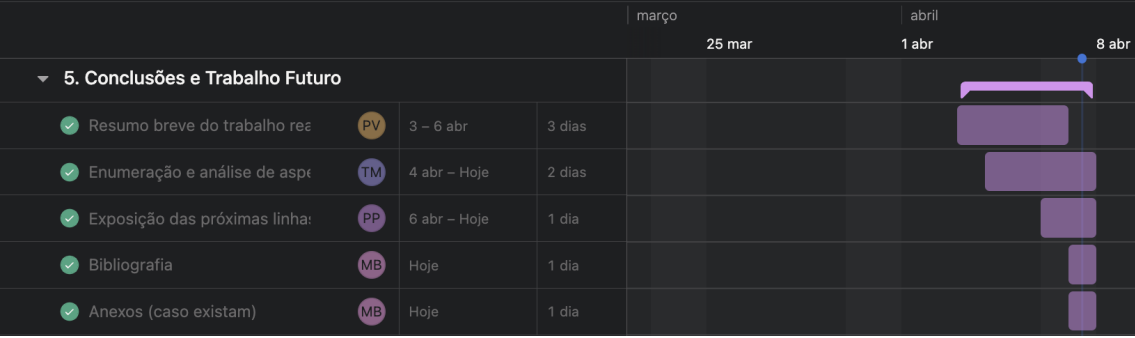 março
abril
25 mar
1 abr
8 abr
5. Conclusões e Trabalho Futuro
Resumo breve do trabalho rea
PV
3 – 6 abr
3 dias
Enumeração e análise de aspe
TM
4 abr – Hoje
2 dias
Exposição das próximas linhas
PP
6 abr – Hoje
1 dia
Bibliografia
MB
Hoje
1 dia
Anexos (caso existam)
MB
Hoje
1 dia